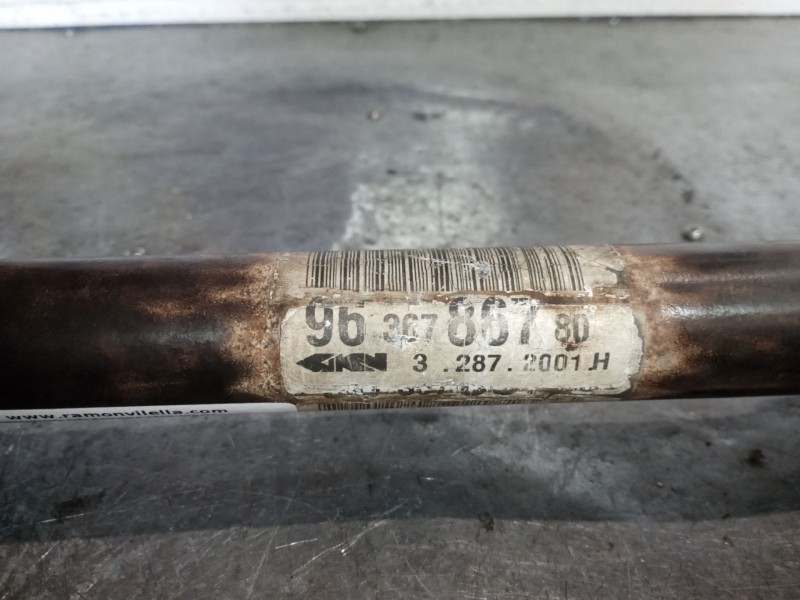 96 367 867 80
GKN 3 .287. 2001.H
www.ramonvilella.com